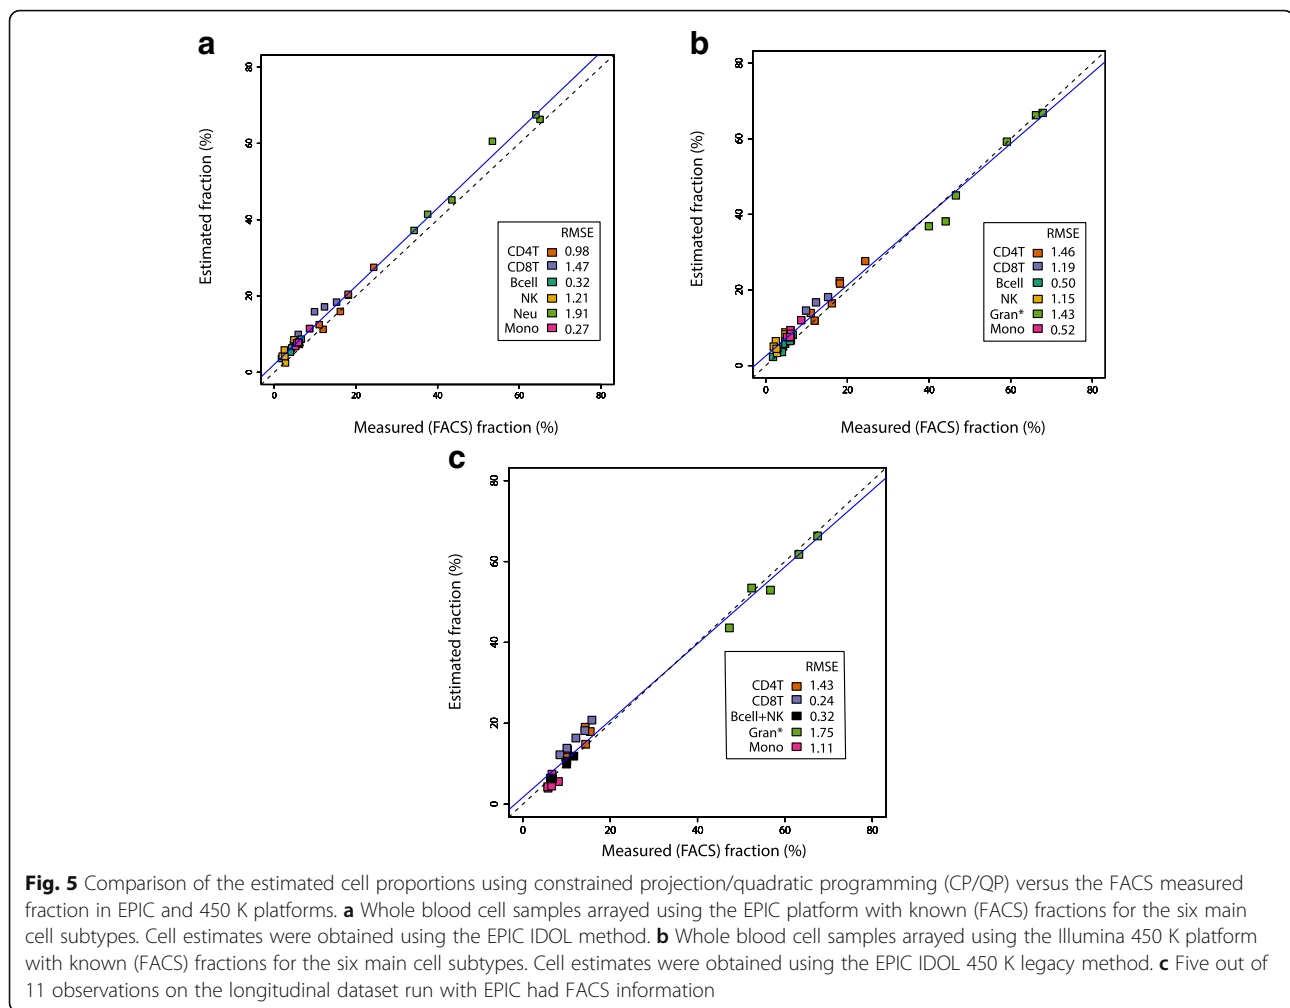 a
Estimated fraction (%)
80
60
40
20
0
0 20 40 60 80
Measured (FACS) fraction (%)
RMSE
CD4T 0.98
CD8T 1.47
Bcell 0.32
NK 1.21
Neu 1.91
Mono 0.27
b
Estimated fraction (%)
80
60
40
20
0
0 20 40 60 80
Measured (FACS) fraction (%)
RMSE
CD4T 1.46
CD8T 1.19
Bcell 0.50
NK 1.15
Gran* 1.43
Mono 0.52
c
Estimated fraction (%)
80
60
40
20
0
0 20 40 60 80
Measured (FACS) fraction (%)
RMSE
CD4T 1.43
CD8T 0.24
Bcell+NK 0.32
Gran* 1.75
Mono 1.11
Fig. 5 Comparison of the estimated cell proportions using constrained projection/quadratic programming (CP/QP) versus the FACS measured
fraction in EPIC and 450 K platforms. a Whole blood cell samples arrayed using the EPIC platform with known (FACS) fractions for the six main
cell subtypes. Cell estimates were obtained using the EPIC IDOL method. b Whole blood cell samples arrayed using the Illumina 450 K platform
with known (FACS) fractions for the six main cell subtypes. Cell estimates were obtained using the EPIC IDOL 450 K legacy method. c Five out of
11 observations on the longitudinal dataset run with EPIC had FACS information